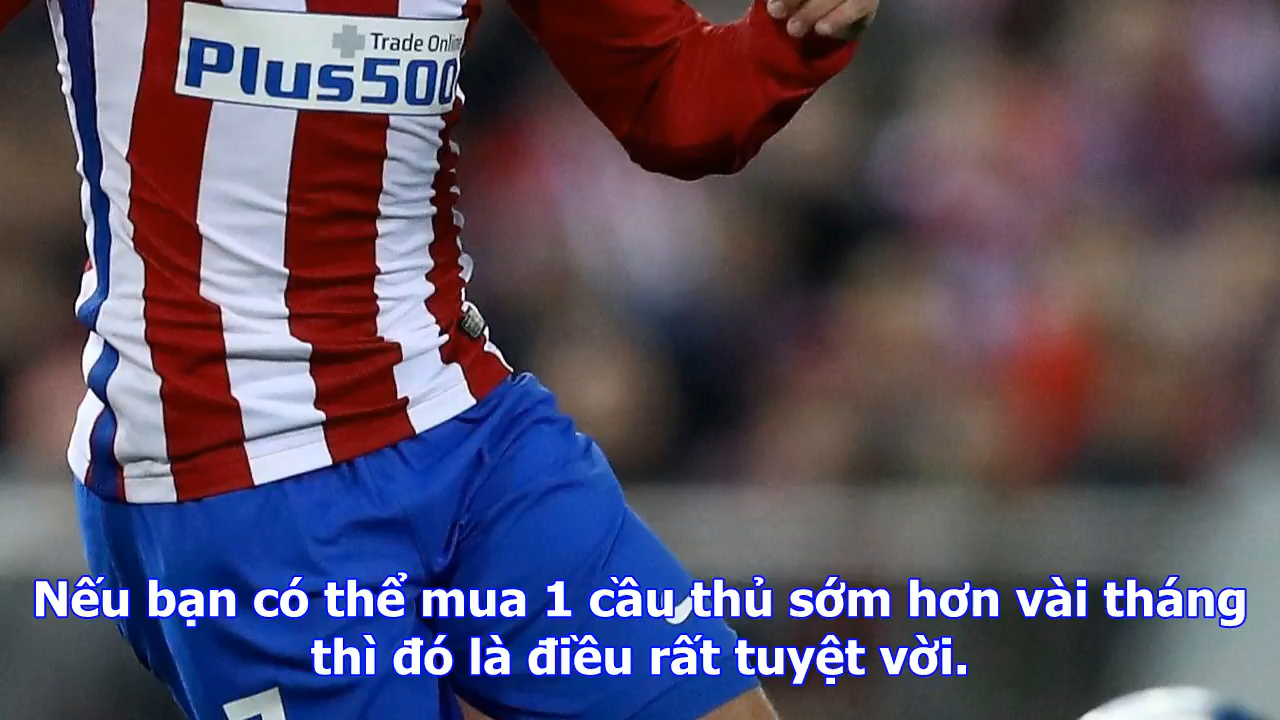 Trade Online
Plus500
Nếu bạn có thể mua 1 cầu thủ sớm hơn vài tháng
thì đó là điều rất tuyệt vời.